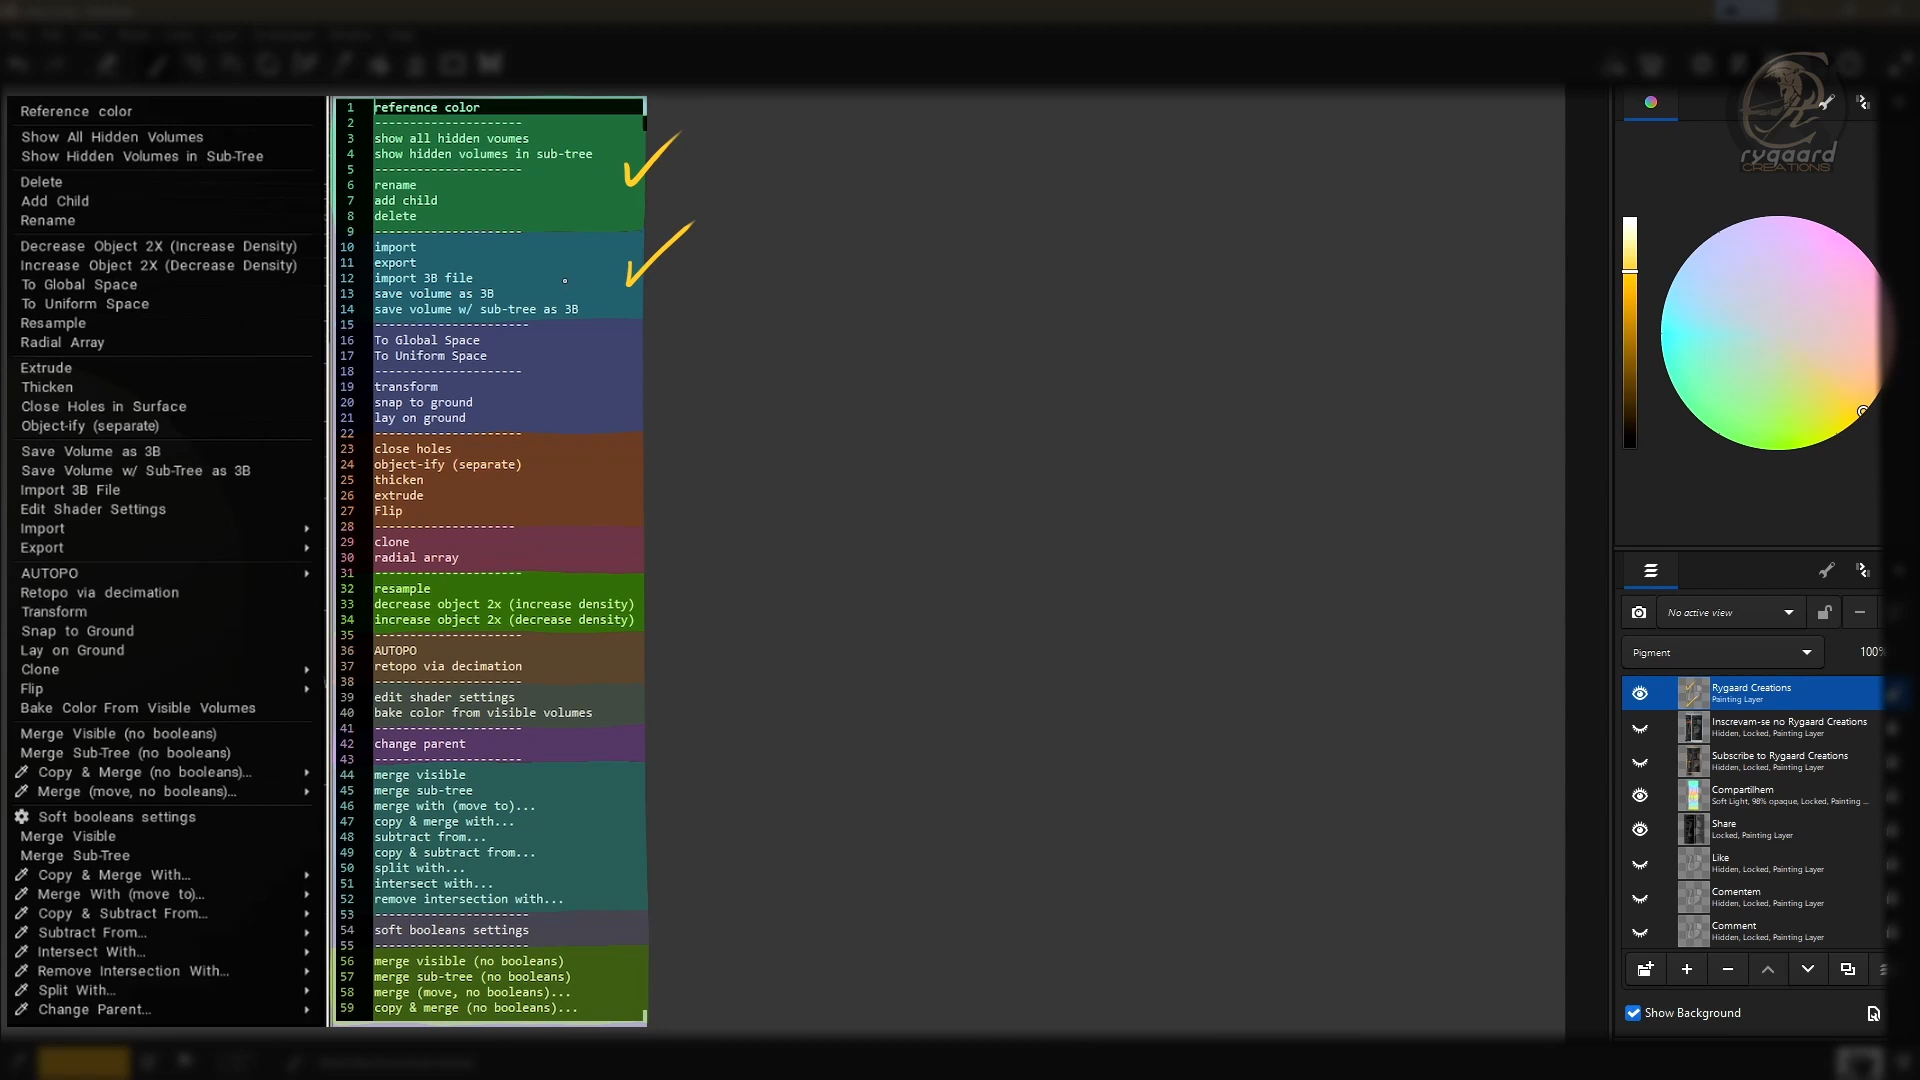 Reference color
Show All Hidden Volumes
Show Hidden Volumes in Sub-Tree
Delete
Add Child
Rename
Decrease Object 2X (Increase Density)
Increase Object 2X (Decrease Density)
To Global Space
To Uniform Space
Resample
Radial Array
Extrude
Thicken
Close Holes in Surface
Object-ify (separate)
Save Volume as 3B
Save Volume w/ Sub-Tree as 3B
Import 3B File
Edit Shader Settings
Import
Export
AUTOPO
Retopo via decimation
Transform
Snap to Ground
Lay on Ground
Clone
Flip
Bake Color From Visible Volumes
Merge Visible (no booleans)
Merge Sub-Tree (no booleans)
Copy & Merge (no booleans)...
Merge (move, no booleans)...
Soft booleans settings
Merge Visible
Merge Sub-Tree
Copy & Merge With...
Merge With (move to)...
Copy & Subtract From...
Subtract From...
Intersect With...
Remove Intersection With...
Split With...
Change Parent...
1 reference color
2 ---------------------
3 show all hidden voumes
4 show hidden volumes in sub-tree
5 ---------------------
6 rename
7 add child
8 delete
9 ---------------------
10 import
11 export
12 import 3B file
13 save volume as 3B
14 save volume w/ sub-tree as 3B
15 ----------------------
16 To Global Space
17 To Uniform Space
18 ---------------------
19 transform
20 snap to ground
21 lay on ground
22 ---------------------
23 close holes
24 object-ify (separate)
25 thicken
26 extrude
27 Flip
28 --------------------
29 clone
30 radial array
31 ---------------------
32 resample
33 decrease object 2x (increase density)
34 increase object 2x (decrease density)
35 ---------------------
36 AUTOPO
37 retopo via decimation
38 ---------------------
39 edit shader settings
40 bake color from visible volumes
41 ---------------------
42 change parent
43 ---------------------
44 merge visible
45 merge sub-tree
46 merge with (move to)...
47 copy & merge with...
48 subtract from...
49 copy & subtract from...
50 split with...
51 intersect with...
52 remove intersection with...
53 ----------------------
54 soft booleans settings
55 ----------------------
56 merge visible (no booleans)
57 merge sub-tree (no booleans)
58 merge (move, no booleans)...
59 copy & merge (no booleans)...
rygaard
CREATIONS
No active view
Pigment
100%
Rygaard Creations
Painting Layer
Inscrevam-se no Rygaard Creations
Hidden, Locked, Painting Layer
Subscribe to Rygaard Creations
Hidden, Locked, Painting Layer
Compartilhem
Soft Light, 98% opaque, Locked, Painting ...
Share
Locked, Painting Layer
Like
Hidden, Locked, Painting Layer
Comentem
Hidden, Locked, Painting Layer
Comment
Hidden, Locked, Painting Layer
Show Background